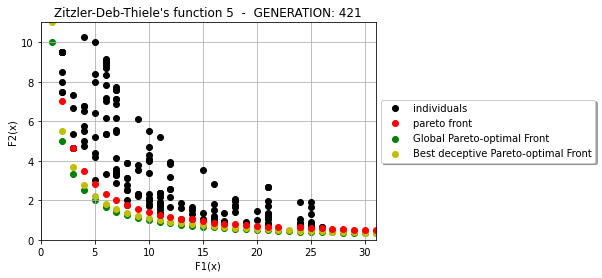 Zitzler-Deb-Thiele's function 5  -  GENERATION: 421
10
8
6
4
2
0
F2(x)
0
5
10
15
20
25
30
F1(x)
individuals
pareto front
Global Pareto-optimal Front
Best deceptive Pareto-optimal Front